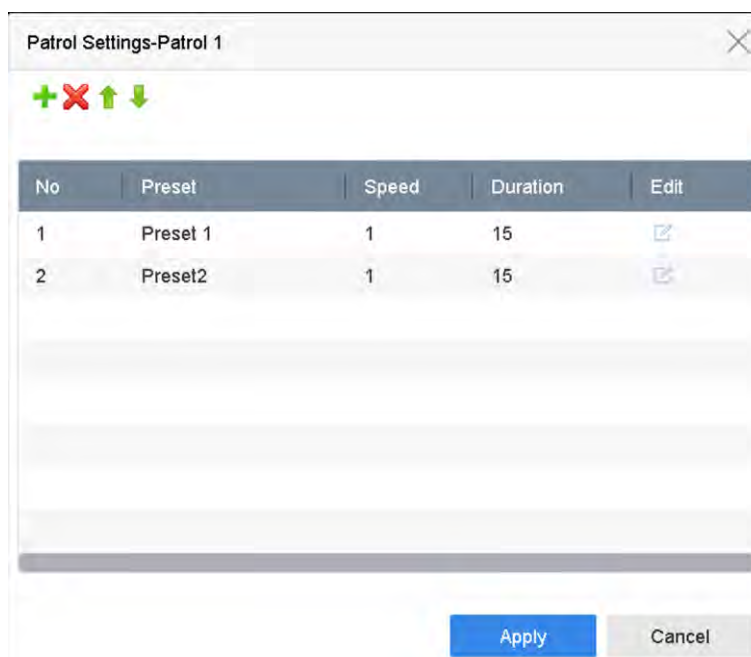 Patrol Settings-Patrol 1
No Preset Speed Duration Edit
1 Preset 1 1 15
2 Preset2 1 15
Apply Cancel